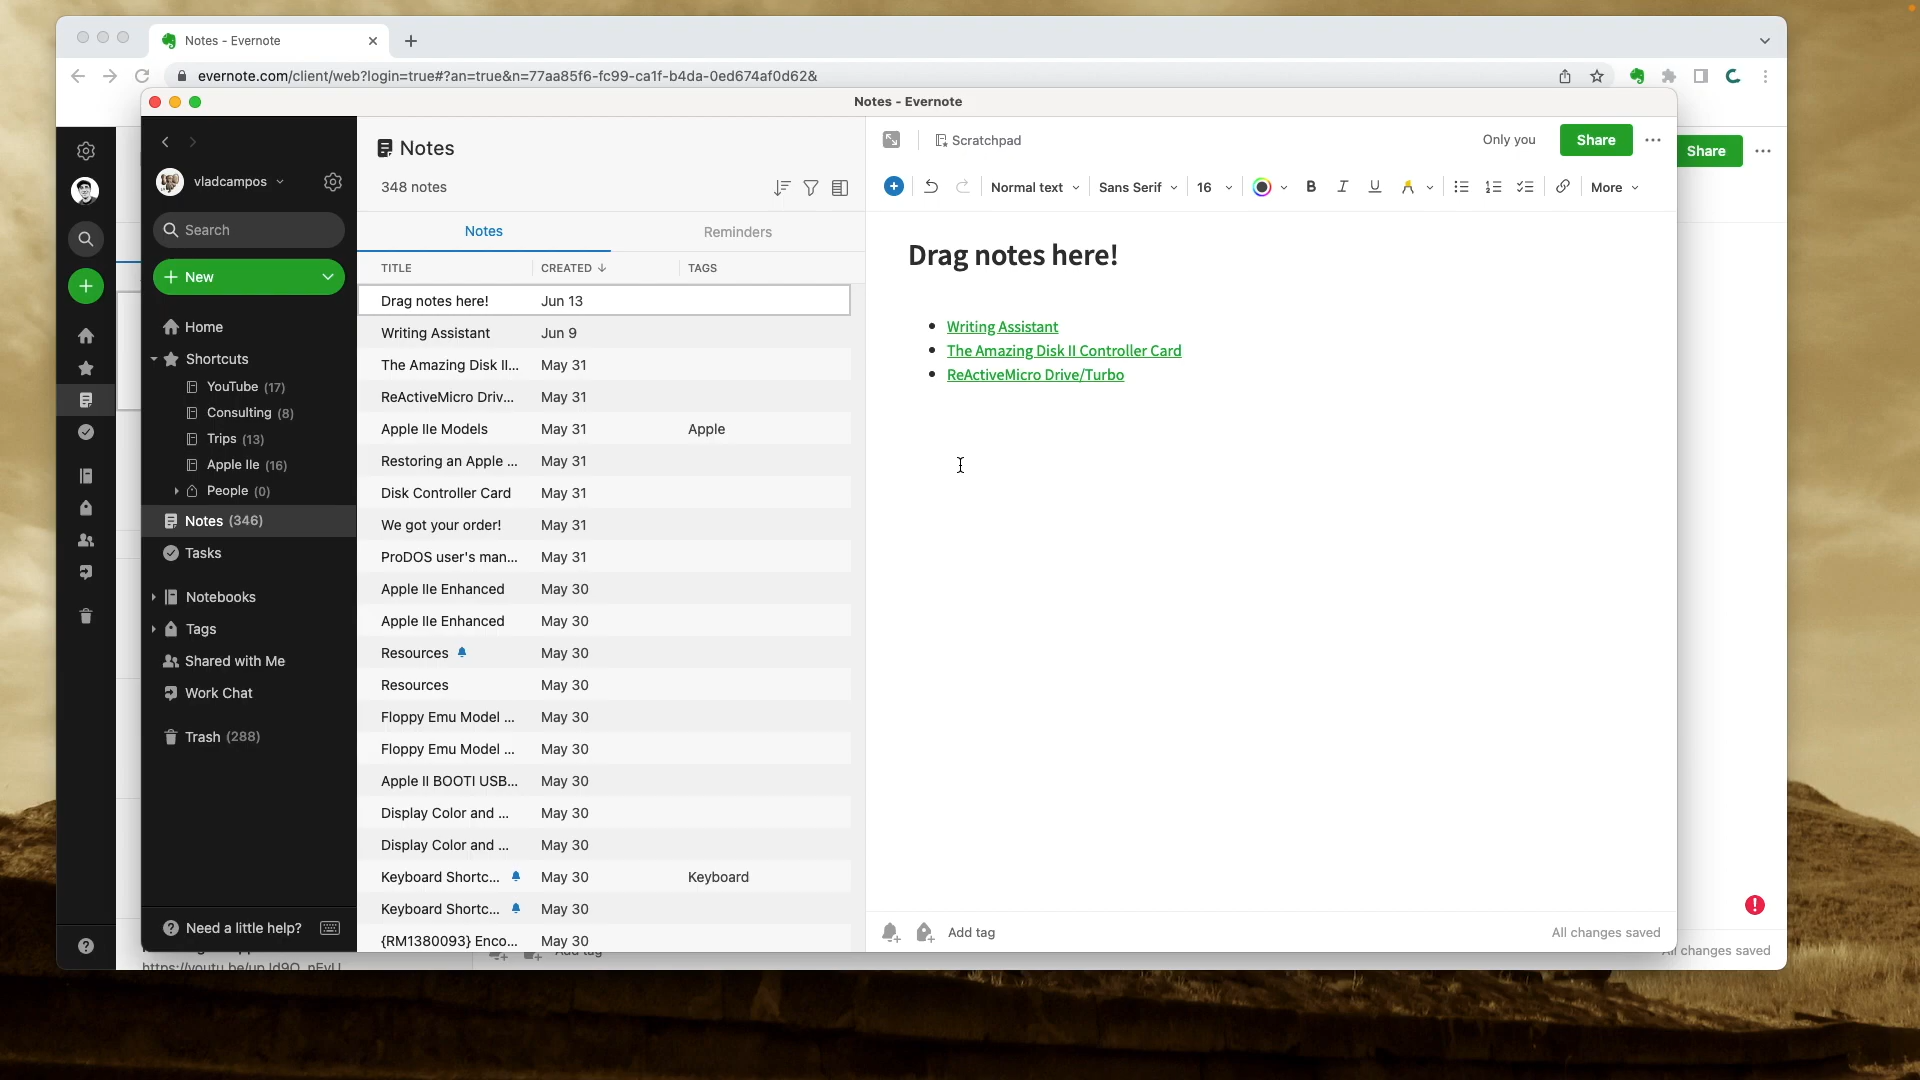 Notes - Evernote
evernote.com/client/web?login=true#?an=true&n=77aa85f6-fc99-ca1f-b4da-0ed674af0d62&
Notes - Evernote
vladcampos
Search
New
Home
Shortcuts
YouTube (17)
Consulting (8)
Trips (13)
Apple IIe (16)
People (0)
Notes (346)
Tasks
Notebooks
Tags
Shared with Me
Work Chat
Trash (288)
Need a little help?
Notes
348 notes
Notes
Reminders
TITLE CREATED TAGS
Drag notes here! Jun 13
Writing Assistant Jun 9
The Amazing Disk II... May 31
ReActiveMicro Driv... May 31
Apple IIe Models May 31 Apple
Restoring an Apple ... May 31
Disk Controller Card May 31
We got your order! May 31
ProDOS user's man... May 31
Apple IIe Enhanced May 30
Apple IIe Enhanced May 30
Resources May 30
Resources May 30
Floppy Emu Model ... May 30
Floppy Emu Model ... May 30
Apple II BOOTI USB... May 30
Display Color and ... May 30
Display Color and ... May 30
Keyboard Shortc... May 30 Keyboard
Keyboard Shortc... May 30
{RM1380093} Enco... May 30
Scratchpad
Only you
Share
Share
Normal text Sans Serif 16 B I U More
Drag notes here!
Writing Assistant
The Amazing Disk II Controller Card
ReActiveMicro Drive/Turbo
Add tag
All changes saved
changes saved